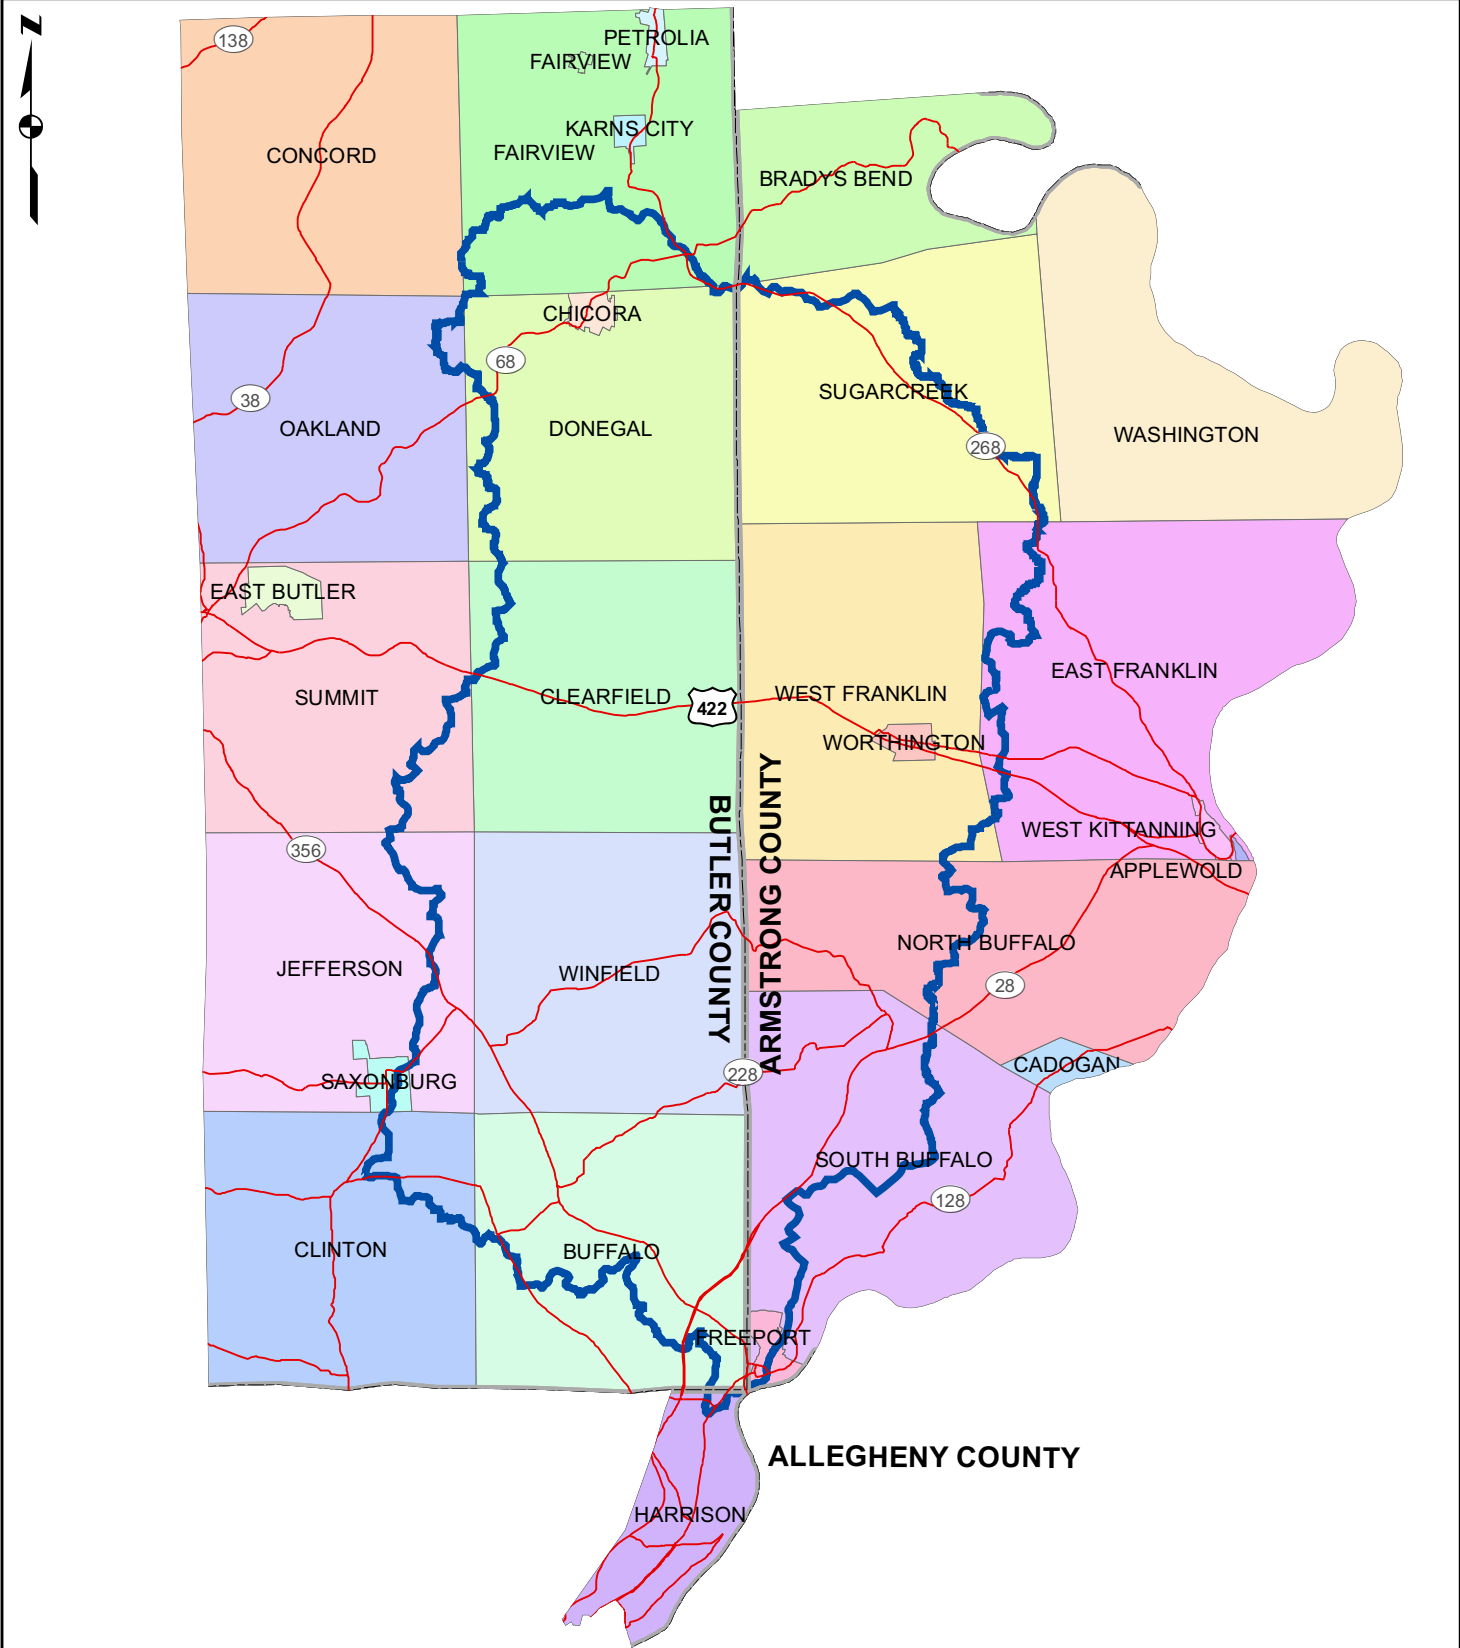 N
138
PETROLIA
FAIRVIEW
KARNS CITY
FAIRVIEW
CONCORD
BRADYS BEND
CHICORA
68
38
OAKLAND
DONEGAL
SUGARCREEK
268
WASHINGTON
EAST BUTLER
SUMMIT
CLEARFIELD
422
WEST FRANKLIN
WORTHINGTON
EAST FRANKLIN
WEST KITTANNING
APPLEWOLD
356
BUTLER COUNTY
ARMSTRONG COUNTY
JEFFERSON
WINFIELD
NORTH BUFFALO
28
228
CADOGAN
SAXONBURG
SOUTH BUFFALO
128
CLINTON
BUFFALO
FREEPORT
ALLEGHENY COUNTY
HARRISON